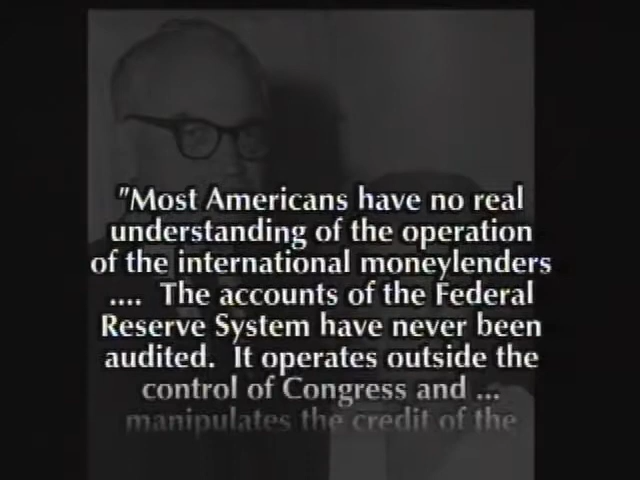 "Most Americans have no real
understanding of the operation
of the international moneylenders
.... The accounts of the Federal
Reserve System have never been
audited. It operates outside the
control of Congress and ...
manipulates the credit of the